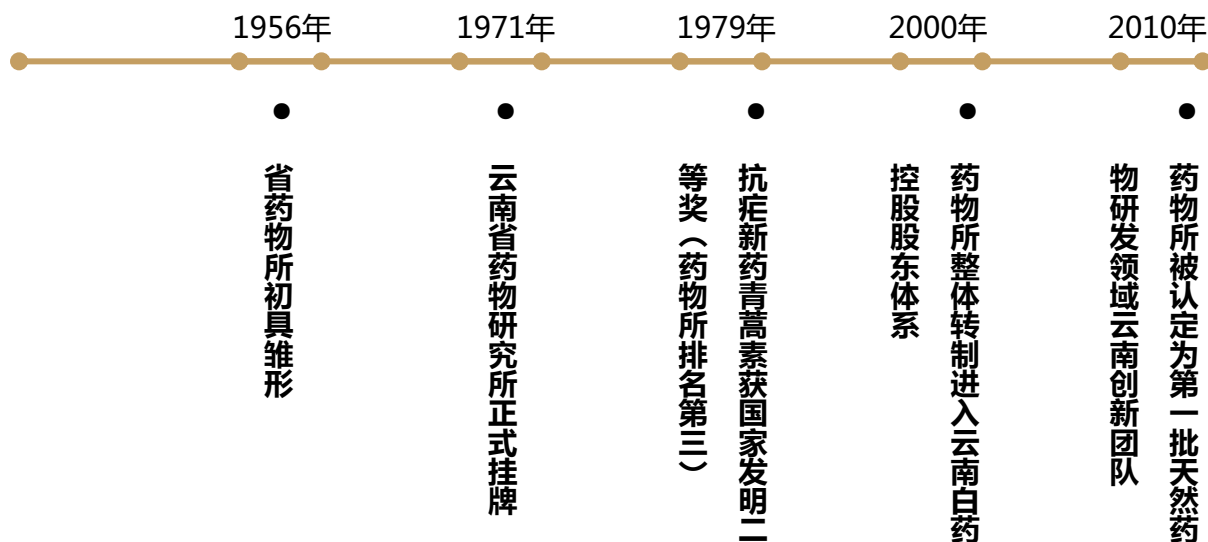 1956年
省药物所初具雏形
1971年
云南省药物研究所正式挂牌
1979年
抗疟新药青蒿素获国家发明二
等奖（药物所排名第三）
2000年
药物所整体转制进入云南白药
控股股东体系
2010年
药物所被认定为第一批天然药
物研发领域云南创新团队